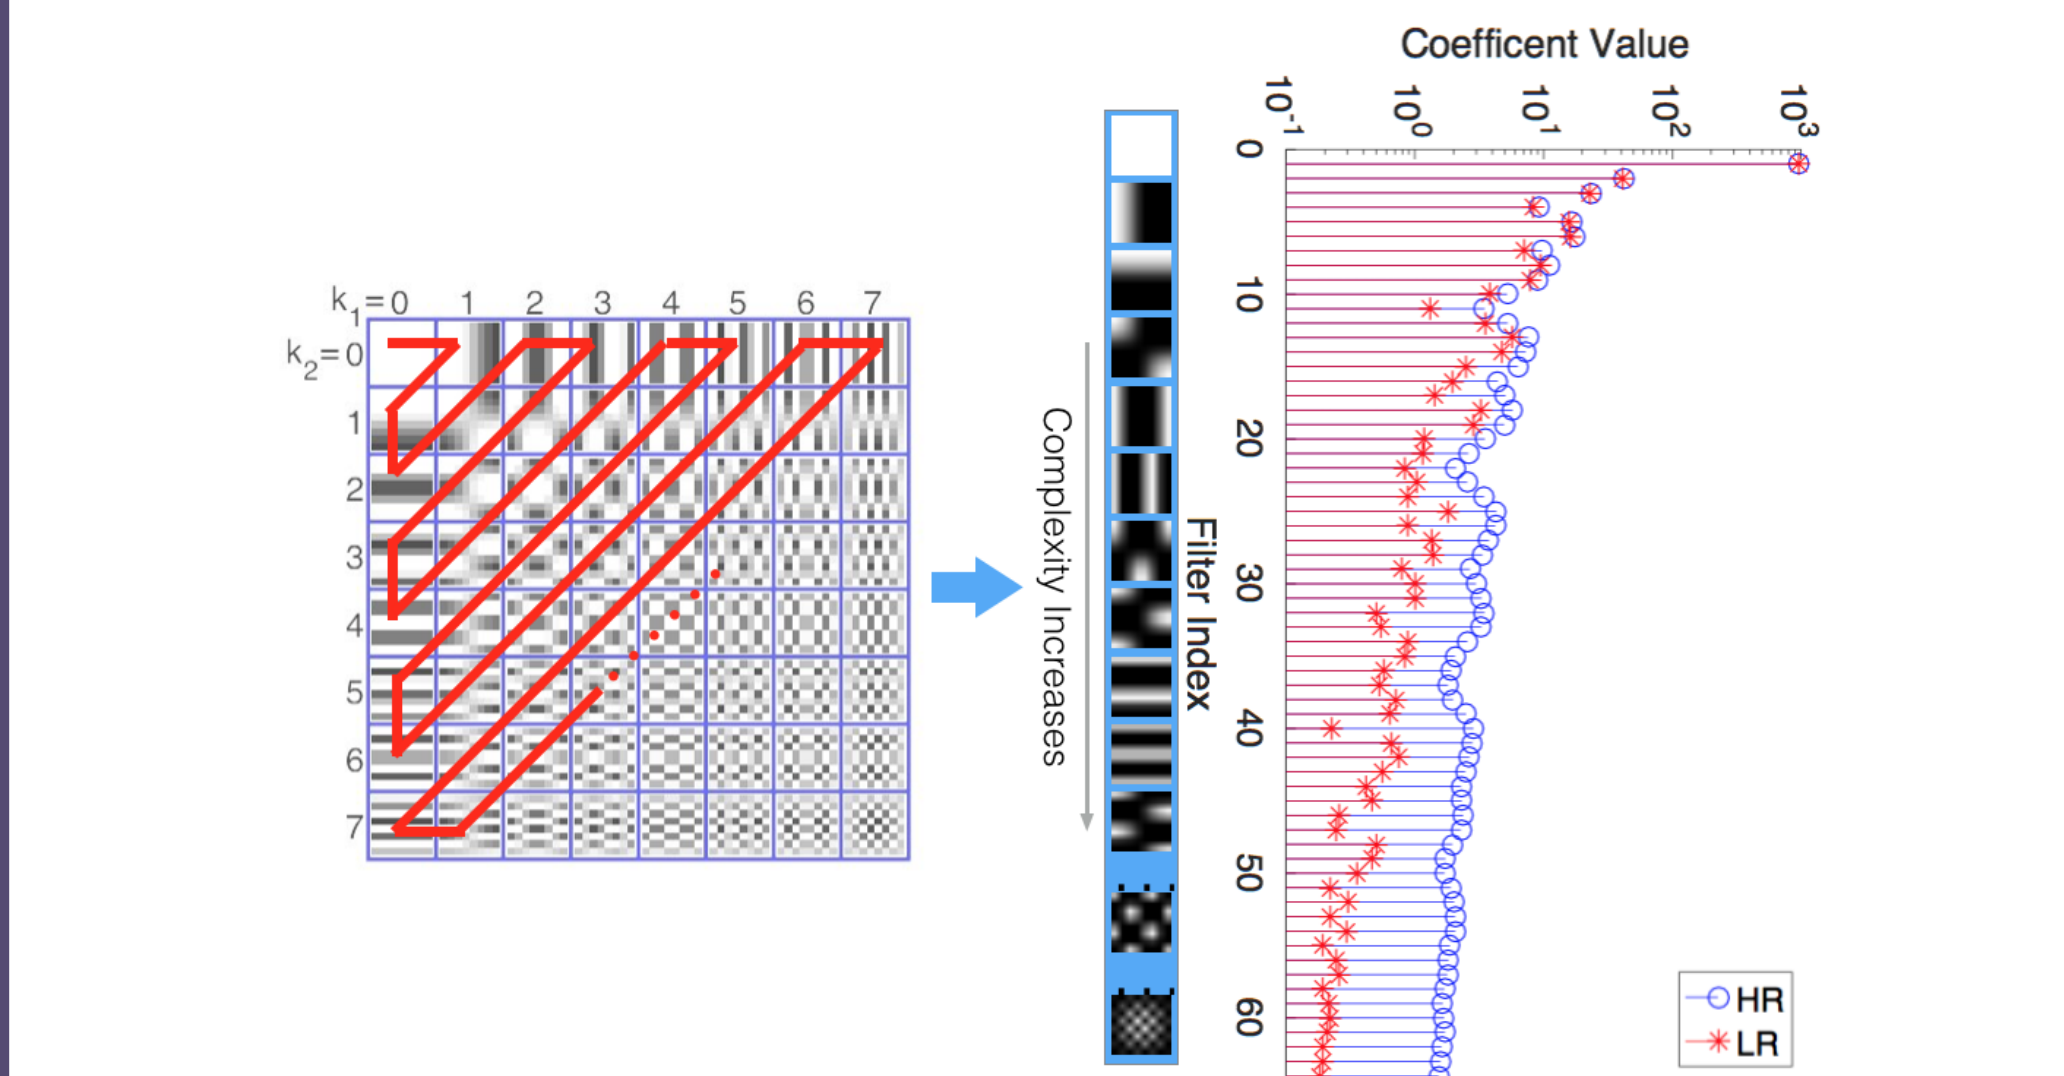 Coefficent Value
10-1
100
101
102
103
k1=0 1 2 3 4 5 6 7
k2=0
1
2
3
4
5
6
7
Complexity Increases
Filter Index
0
10
20
30
40
50
60
HR
LR